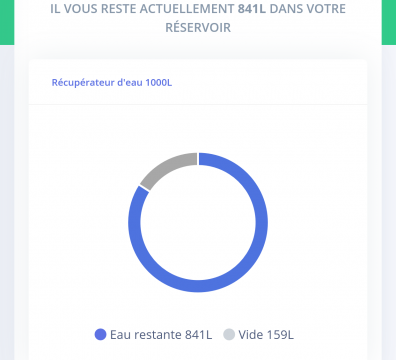 IL VOUS RESTE ACTUELLEMENT 841L DANS VOTRE
RÉSERVOIR
Récupérateur d'eau 1000L
Eau restante 841L
Vide 159L